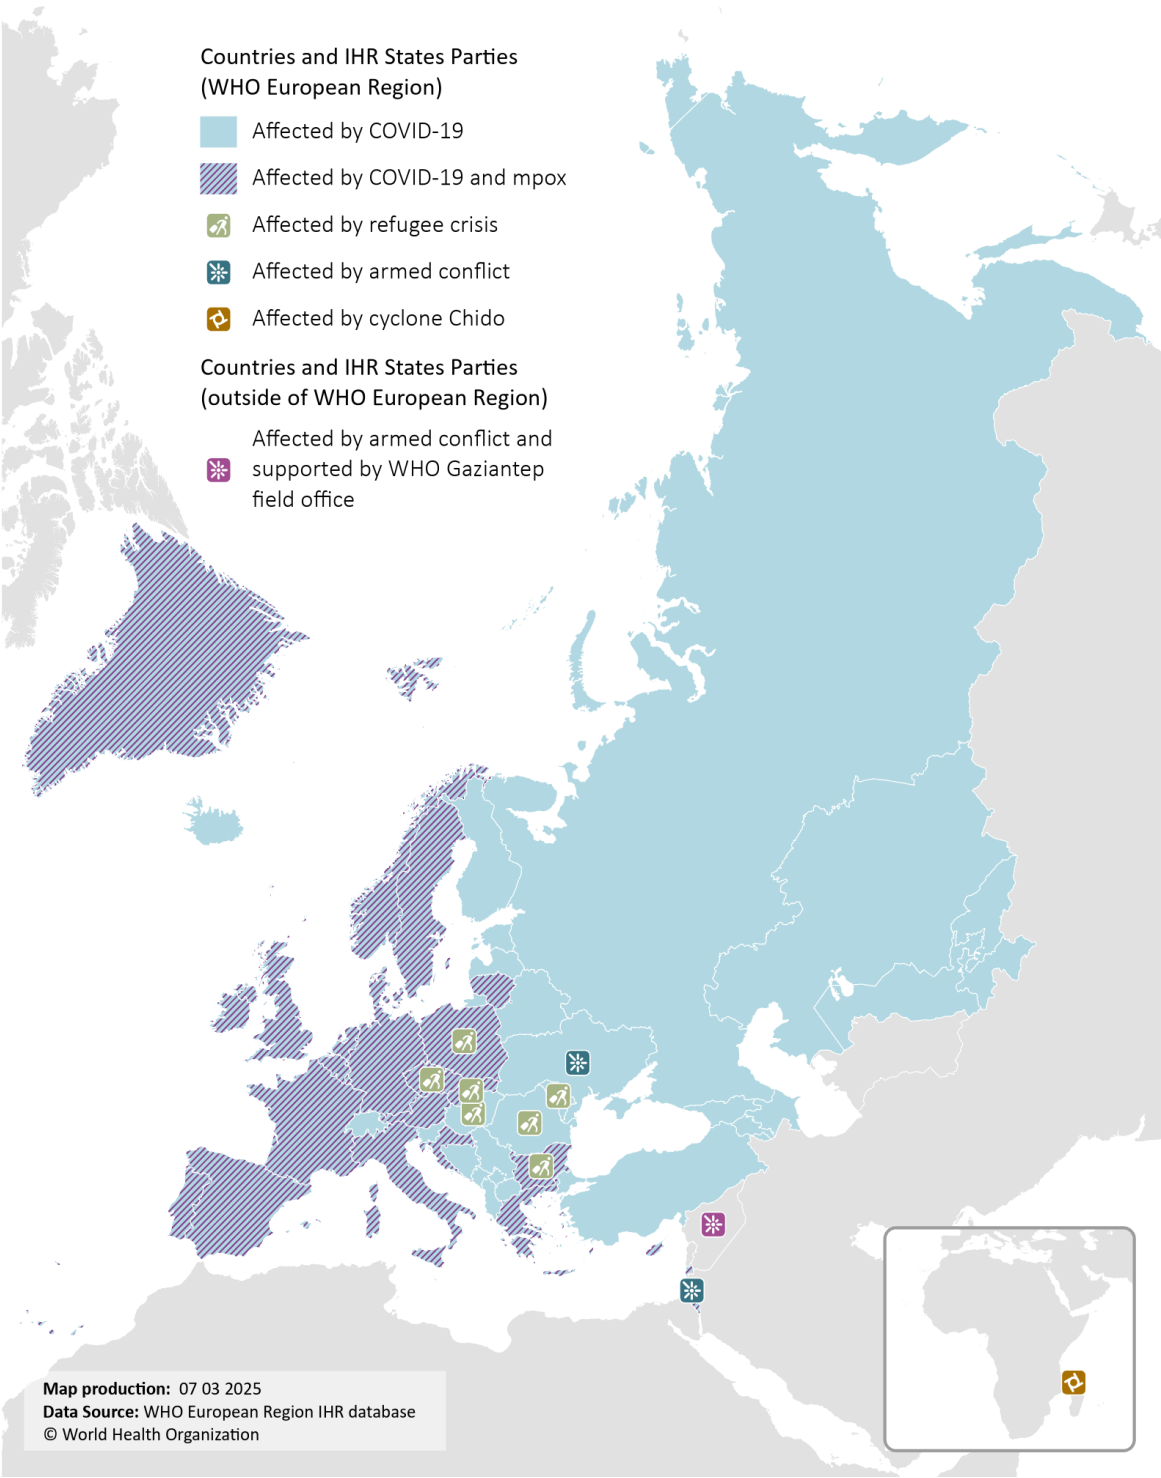 Countries and IHR States Parties
(WHO European Region)
Affected by COVID-19
Affected by COVID-19 and mpox
Affected by refugee crisis
Affected by armed conflict
Affected by cyclone Chido
Countries and IHR States Parties
(outside of WHO European Region)
Affected by armed conflict and
supported by WHO Gaziantep
field office
Map production: 07 03 2025
Data Source: WHO European Region IHR database
© World Health Organization